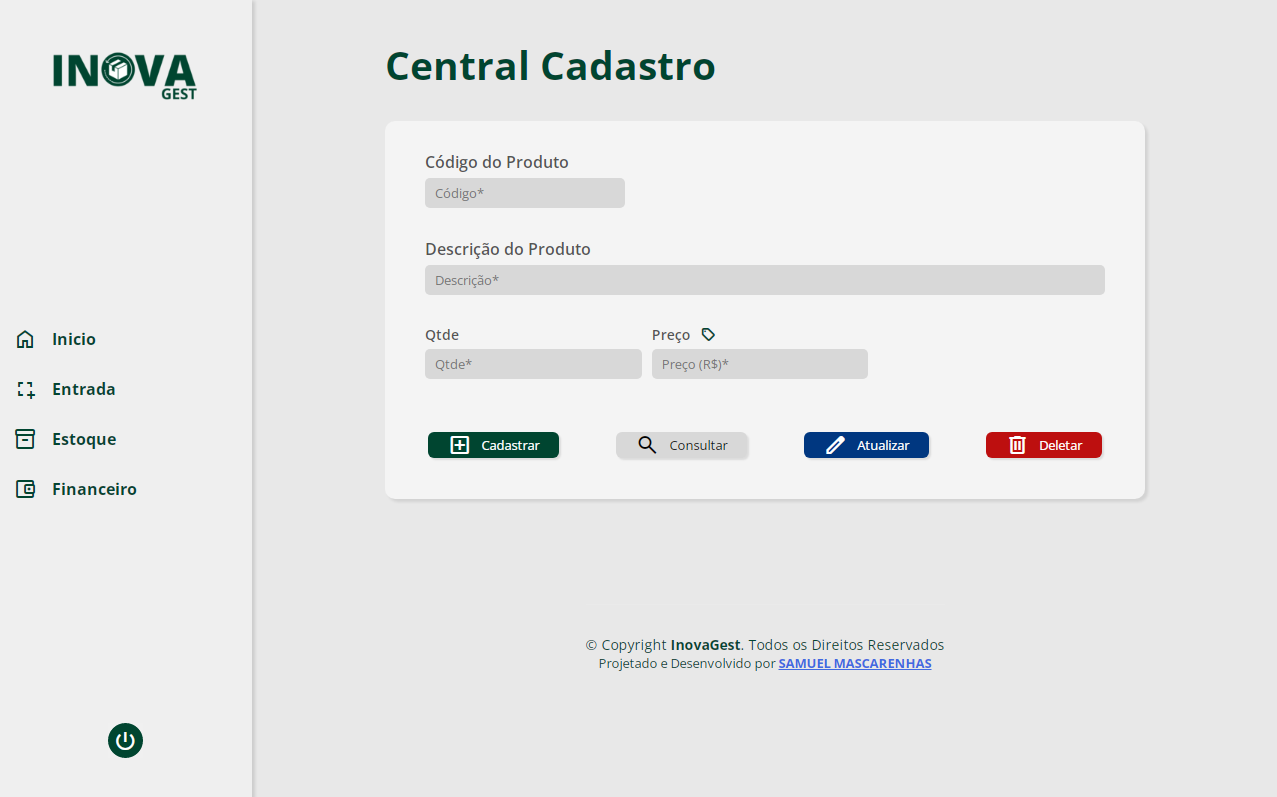 INOVA
GEST
Inicio
Entrada
Estoque
Financeiro
Central Cadastro
Código do Produto
Código*
Descrição do Produto
Descrição*
Qtde Preço
Qtde* Preço (R$)*
Cadastrar Consultar Atualizar Deletar
© Copyright InovaGest. Todos os Direitos Reservados
Projetado e Desenvolvido por SAMUEL MASCARENHAS